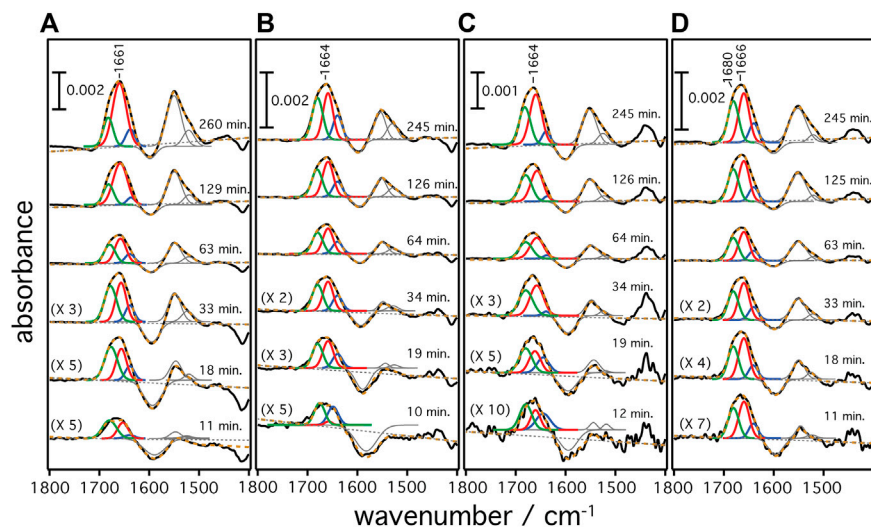 A B C D
1661
1664
1664
1680
1666
0.002
0.002
0.001
0.002
260 min.
245 min.
245 min.
245 min.
129 min.
126 min.
126 min.
125 min.
63 min.
64 min.
64 min.
63 min.
(X 3)
33 min.
(X 2)
34 min.
(X 3)
34 min.
(X 2)
33 min.
(X 5)
18 min.
(X 3)
19 min.
(X 5)
19 min.
(X 4)
18 min.
(X 5)
11 min.
(X 5)
10 min.
(X 10)
12 min.
(X 7)
11 min.
absorbance
1800 1700 1600 1500 1800 1700 1600 1500 1800 1700 1600 1500 1800 1700 1600 1500
wavenumber / cm-1